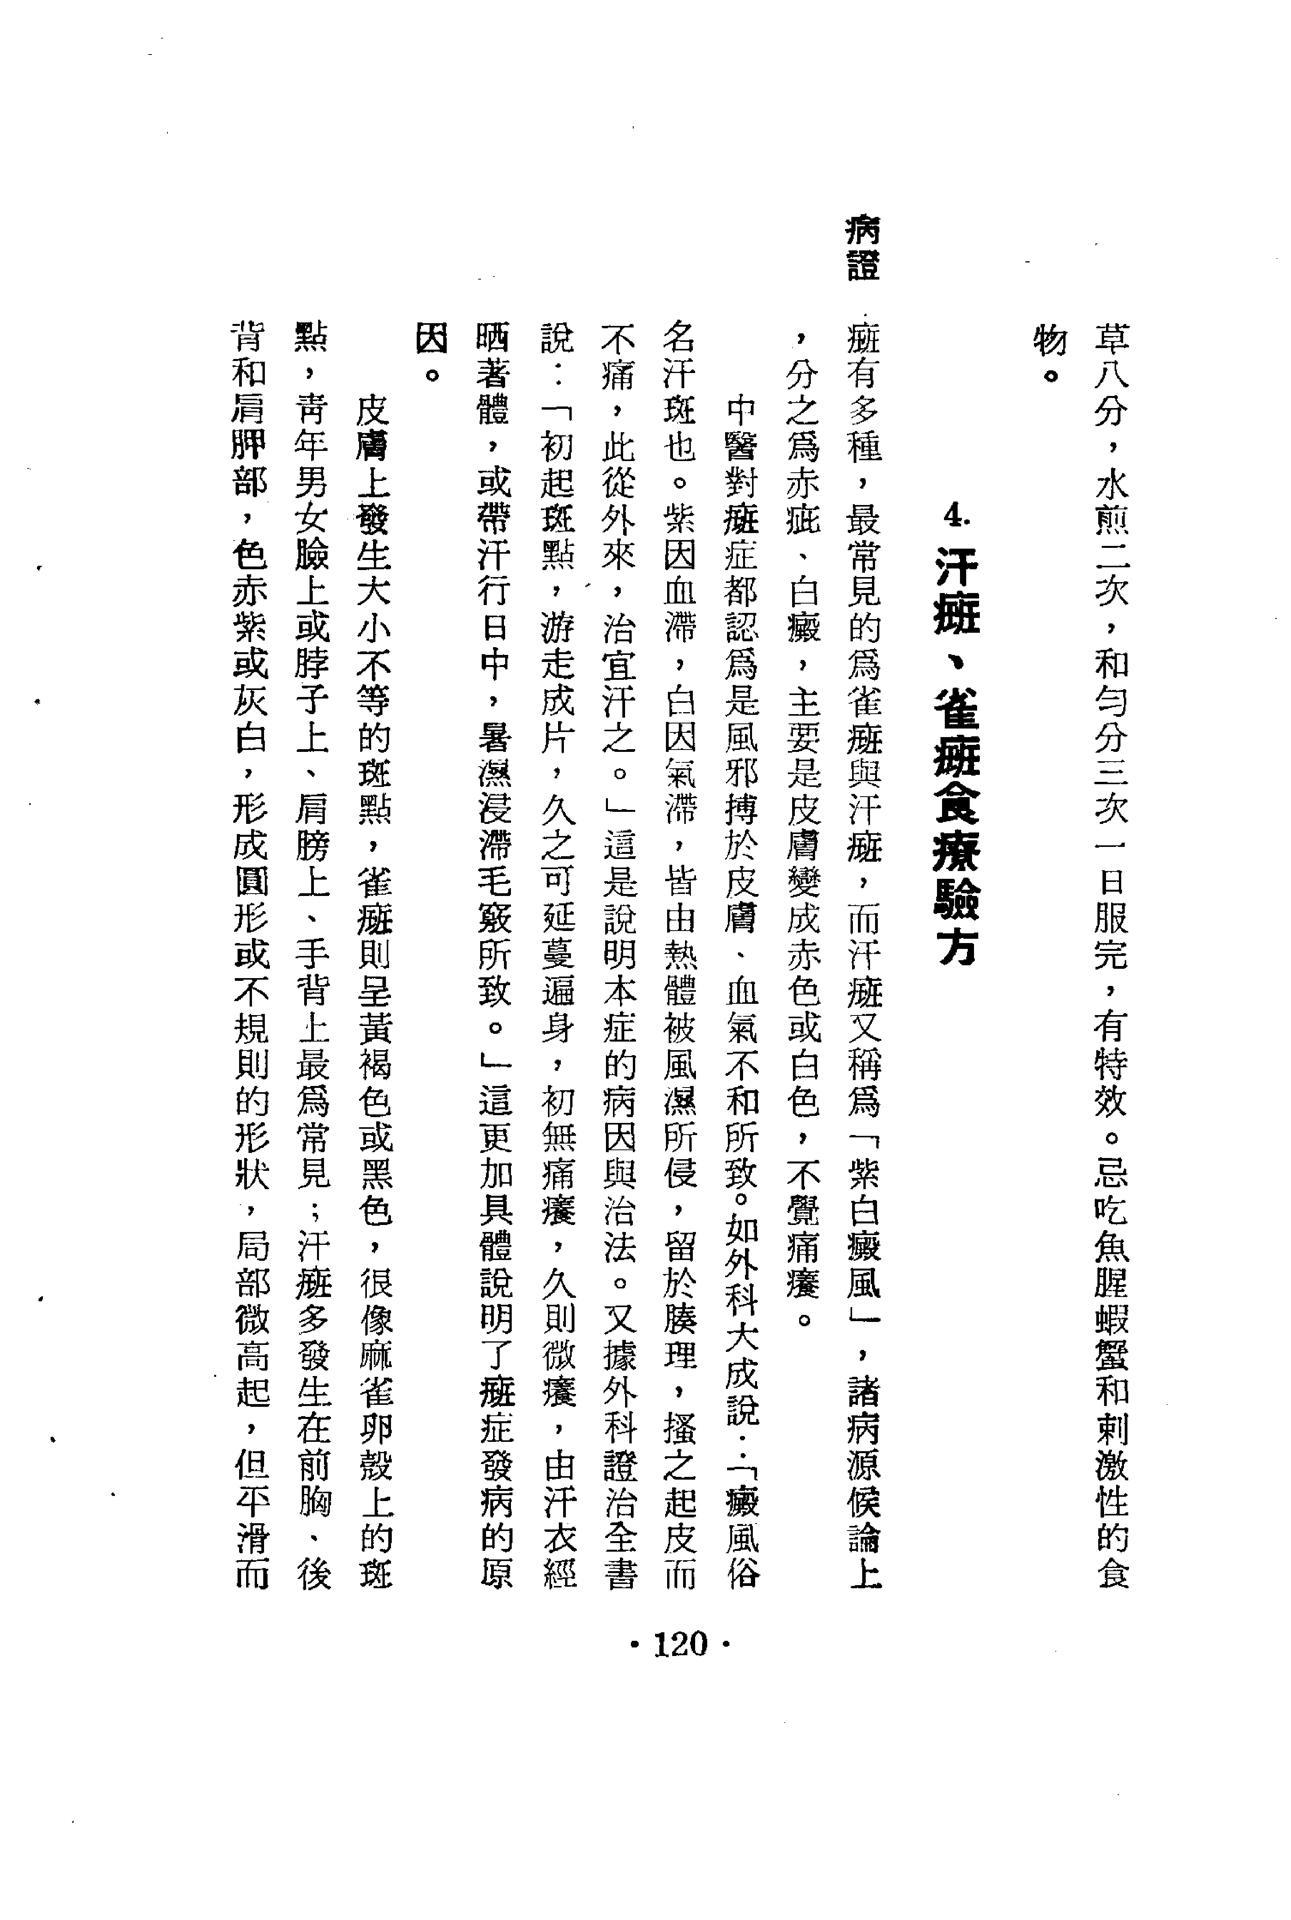 草八分，水煎二次，和匀分三次一日服完，有特效。忌吃魚腥蝦蟹和刺激性的食
物。
4. 汗癍、雀癍食療驗方
病證　癍有多種，最常見的爲雀癍與汗癍，而汗癍又稱爲「紫白癜風」，諸病源候論上
，分之爲赤疵、白癜，主要是皮膚變成赤色或白色，不覺痛癢。
中醫對癍症都認爲是風邪搏於皮膚、血氣不和所致。如外科大成說：「癜風俗
名汗斑也。紫因血滯，白因氣滯，皆由熱體被風濕所侵，留於腠理，搔之起皮而
不痛，此從外來，治宜汗之。」這是說明本症的病因與治法。又據外科證治全書
說：「初起斑點，游走成片，久之可延蔓遍身，初無痛癢，久則微癢，由汗衣經
晒著體，或帶汗行日中，暑濕浸滯毛竅所致。」這更加具體說明了癍症發病的原
因。
皮膚上發生大小不等的斑點，雀癍則呈黃褐色或黑色，很像麻雀卵殼上的斑
點，青年男女臉上或脖子上、肩膀上、手背上最爲常見；汗癍多發生在前胸、後
背和肩胛部，色赤紫或灰白，形成圓形或不規則的形狀，局部微高起，但平滑而
·120·